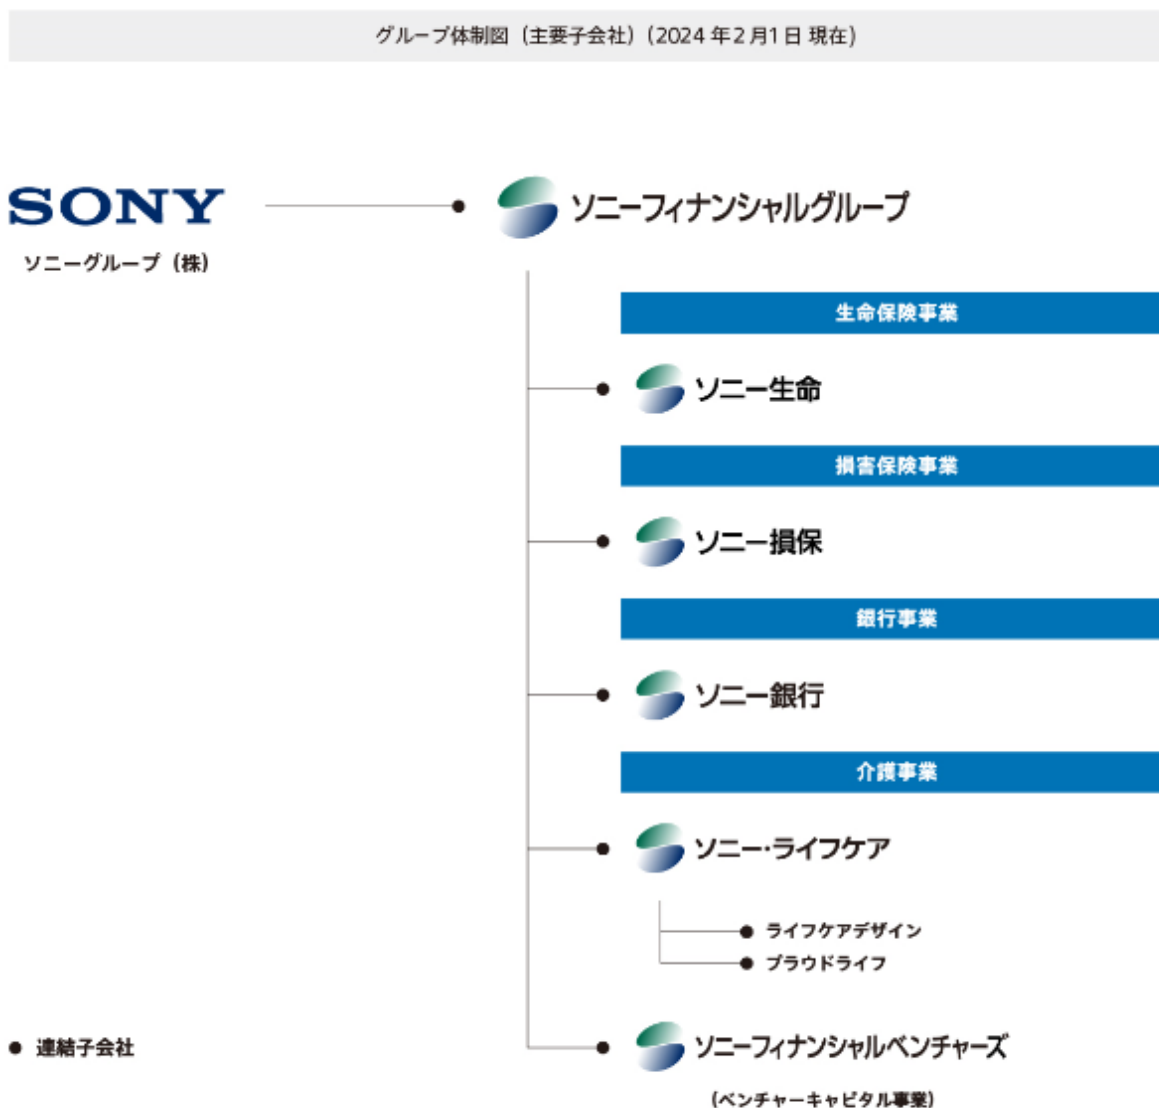 グループ体制図（主要子会社）（2024年2月1日 現在)
SONY
ソニーフィナンシャルグループ
ソニーグループ（株）
生命保険事業
ソニー生命
損害保険事業
ソニー損保
銀行事業
ソニー銀行
介護事業
ソニー・ライフケア
ライフケアデザイン
プラウドライフ
● 連結子会社
ソニーフィナンシャルベンチャーズ
（ベンチャーキャピタル事業）